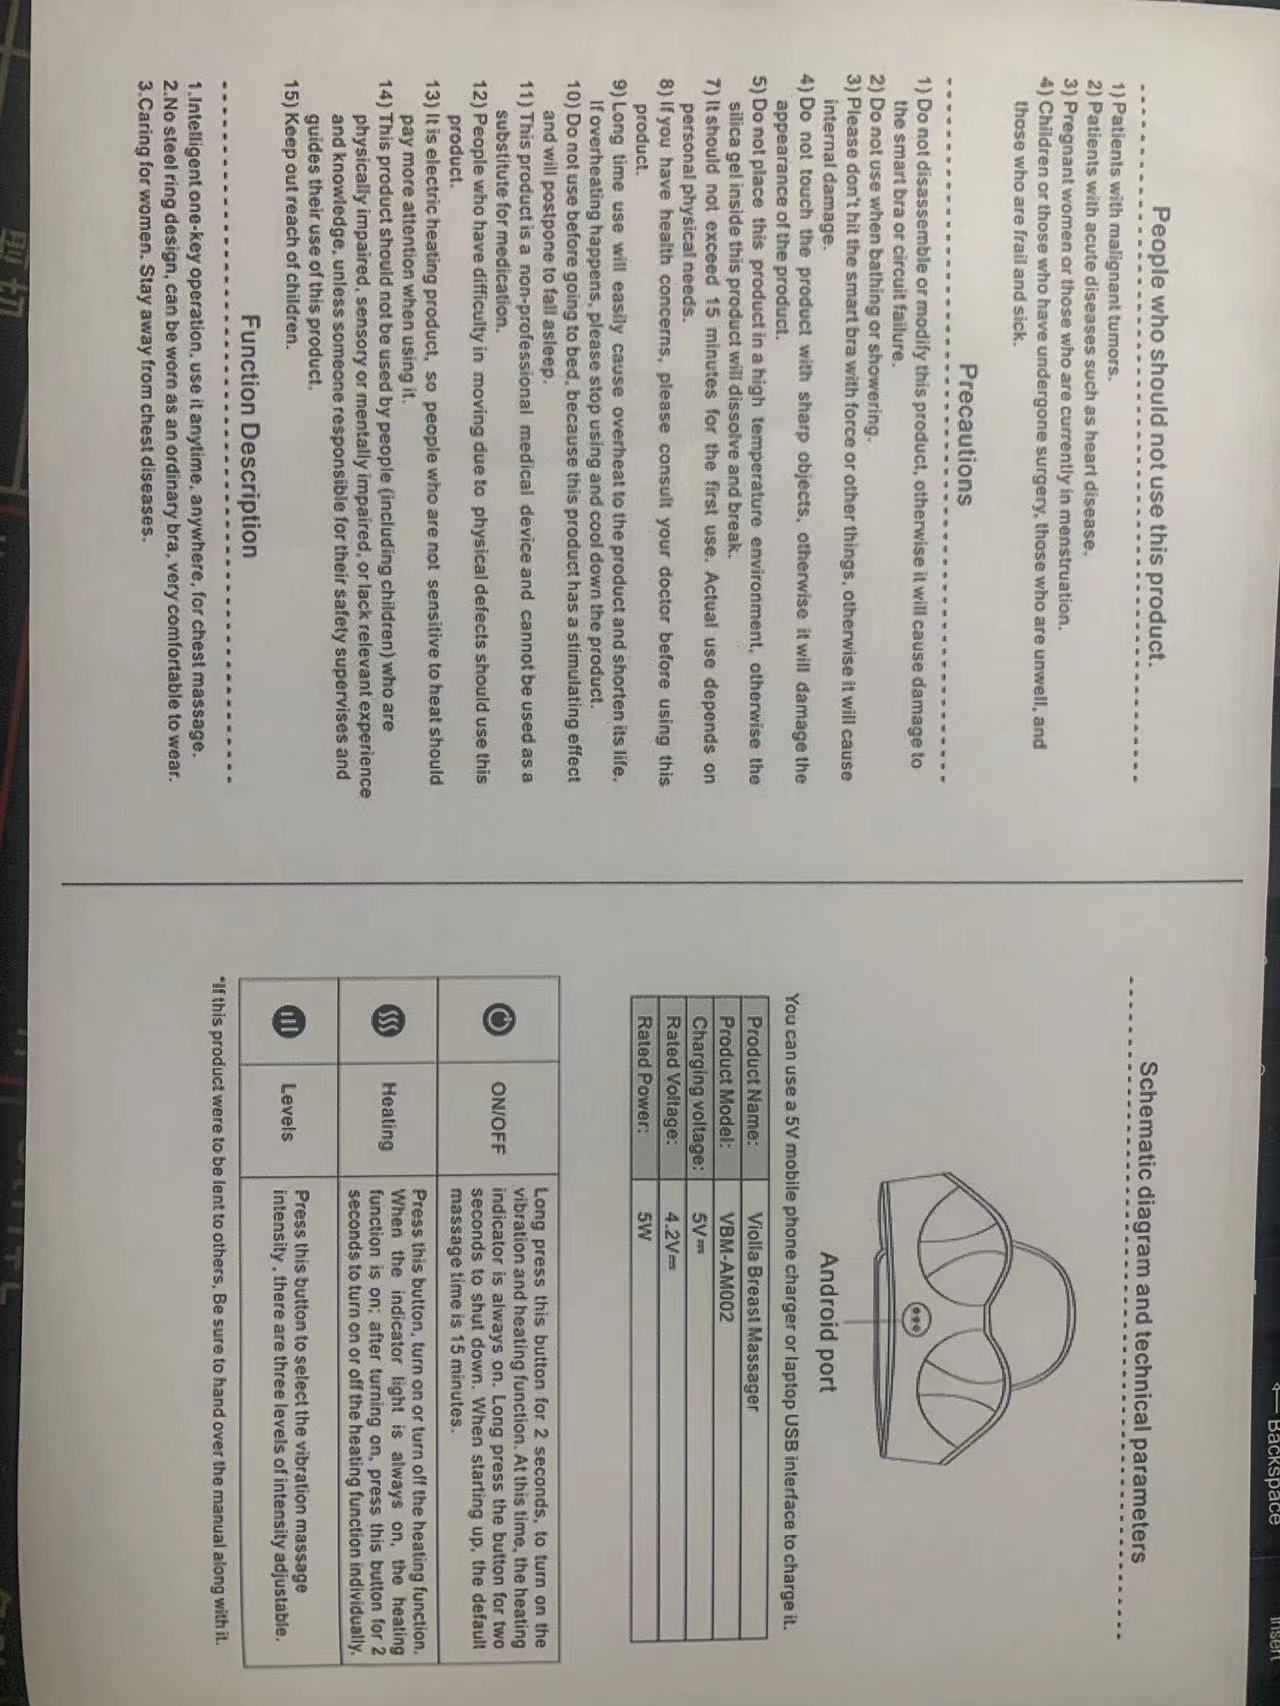 Backspace
Insert
People who should not use this product.
1) Patients with malignant tumors.
2) Patients with acute diseases such as heart disease.
3) Pregnant women or those who are currently in menstruation.
4) Children or those who have undergone surgery, those who are unwell, and
those who are frail and sick.
Precautions
1) Do not disassemble or modify this product, otherwise it will cause damage to
the smart bra or circuit failure.
2) Do not use when bathing or showering.
3) Please don't hit the smart bra with force or other things, otherwise it will cause
internal damage.
4) Do not touch the product with sharp objects, otherwise it will damage the
appearance of the product.
5) Do not place this product in a high temperature environment, otherwise the
silica gel inside this product will dissolve and break.
7) It should not exceed 15 minutes for the first use. Actual use depends on
personal physical needs.
8) If you have health concerns, please consult your doctor before using this
product.
9) Long time use will easily cause overheat to the product and shorten its life.
If overheating happens, please stop using and cool down the product.
10) Do not use before going to bed, because this product has a stimulating effect
and will postpone to fall asleep.
11) This product is a non-professional medical device and cannot be used as a
substitute for medication.
12) People who have difficulty in moving due to physical defects should use this
product.
13) It is electric heating product, so people who are not sensitive to heat should
pay more attention when using it.
14) This product should not be used by people (including children) who are
physically impaired, sensory or mentally impaired, or lack relevant experience
and knowledge, unless someone responsible for their safety supervises and
guides their use of this product.
15) Keep out reach of children.
Function Description
1.Intelligent one-key operation, use it anytime, anywhere, for chest massage.
2.No steel ring design, can be worn as an ordinary bra, very comfortable to wear.
3.Caring for women. Stay away from chest diseases.
Schematic diagram and technical parameters
Android port
You can use a 5V mobile phone charger or laptop USB interface to charge it.
Product Name: Violla Breast Massager
Product Model: VBM-AM002
Charging voltage: 5V⎓
Rated Voltage: 4.2V⎓
Rated Power: 5W
ON/OFF
Long press this button for 2 seconds, to turn on the
vibration and heating function. At this time, the heating
indicator is always on. Long press the button for two
seconds to shut down. When starting up, the default
massage time is 15 minutes.
Heating
Press this button, turn on or turn off the heating function.
When the indicator light is always on, the heating
function is on; after turning on, press this button for 2
seconds to turn on or off the heating function individually.
Levels
Press this button to select the vibration massage
intensity , there are three levels of intensity adjustable.
*If this product were to be lent to others, Be sure to hand over the manual along with it.
剪切